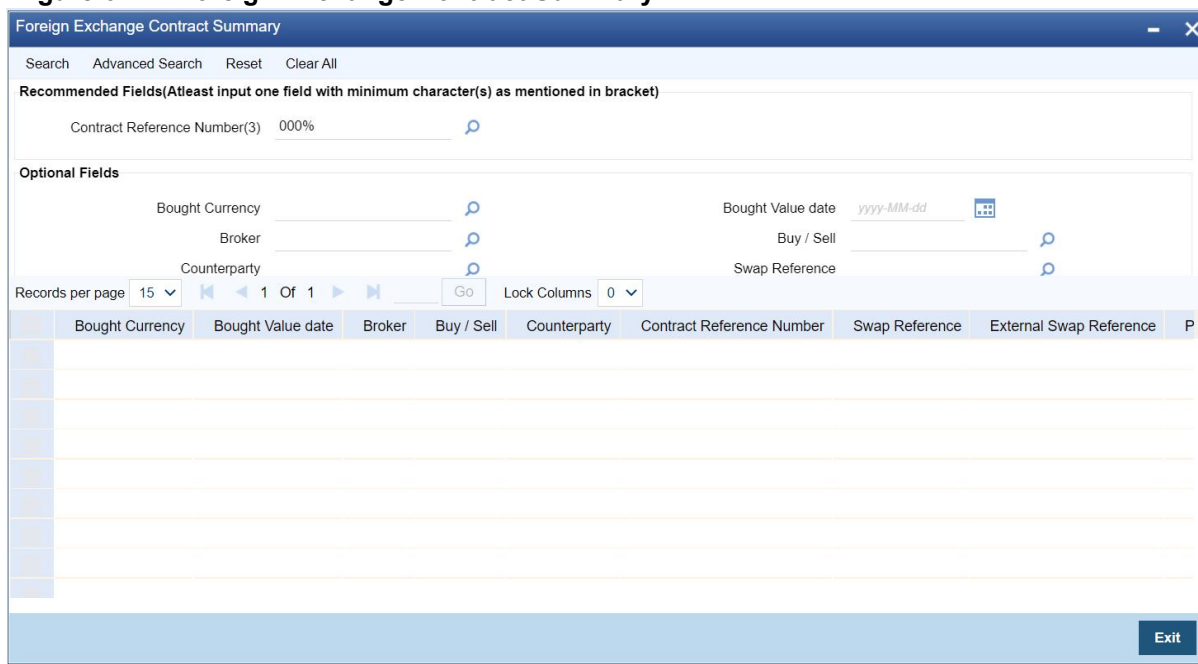 Foreign Exchange Contract Summary
Search Advanced Search Reset Clear All
Recommended Fields(Atleast input one field with minimum character(s) as mentioned in bracket)
Contract Reference Number(3) 000%
Optional Fields
Bought Currency Bought Value date yyyy-MM-dd
Broker Buy / Sell
Counterparty Swap Reference
Records per page 15 1 Of 1 Go Lock Columns 0
Bought Currency Bought Value date Broker Buy / Sell Counterparty Contract Reference Number Swap Reference External Swap Reference P
Exit